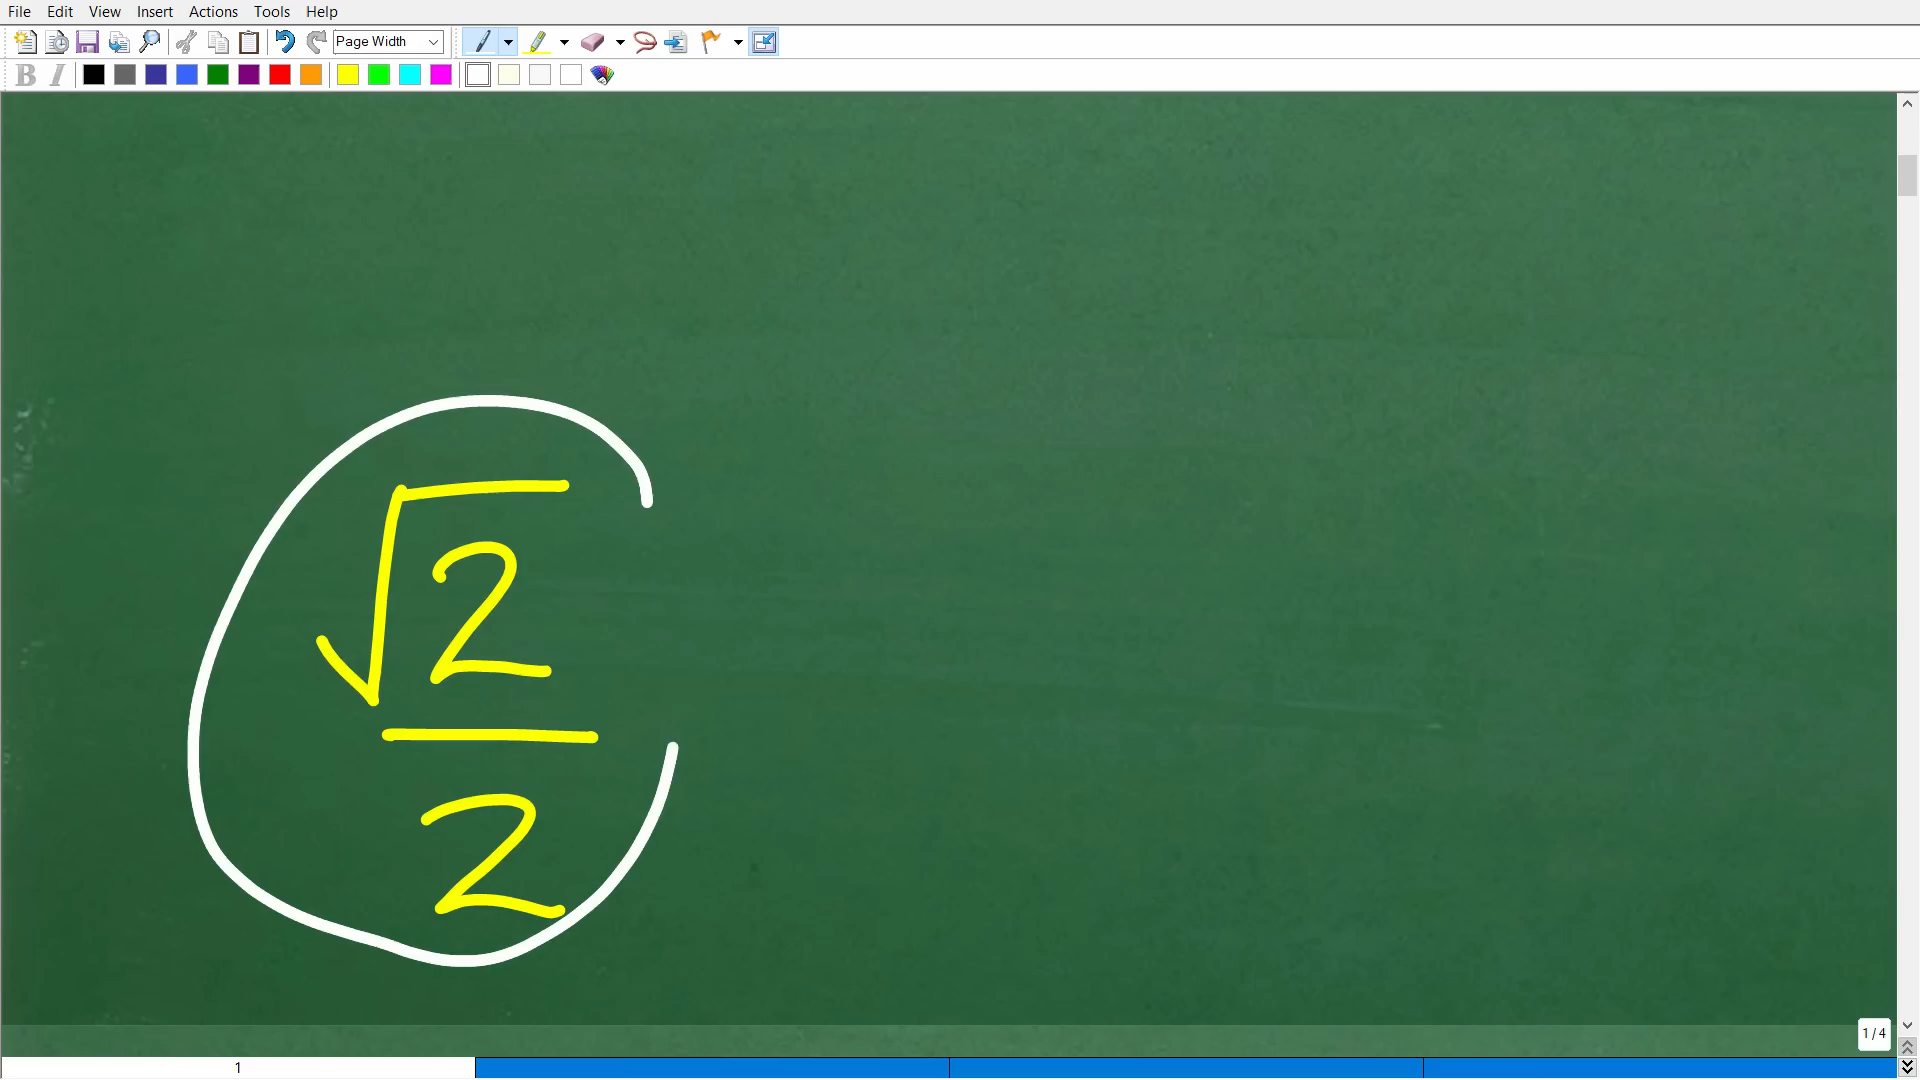 File Edit View Insert Actions Tools Help
Page Width
B I
√2
2
1 / 4
1